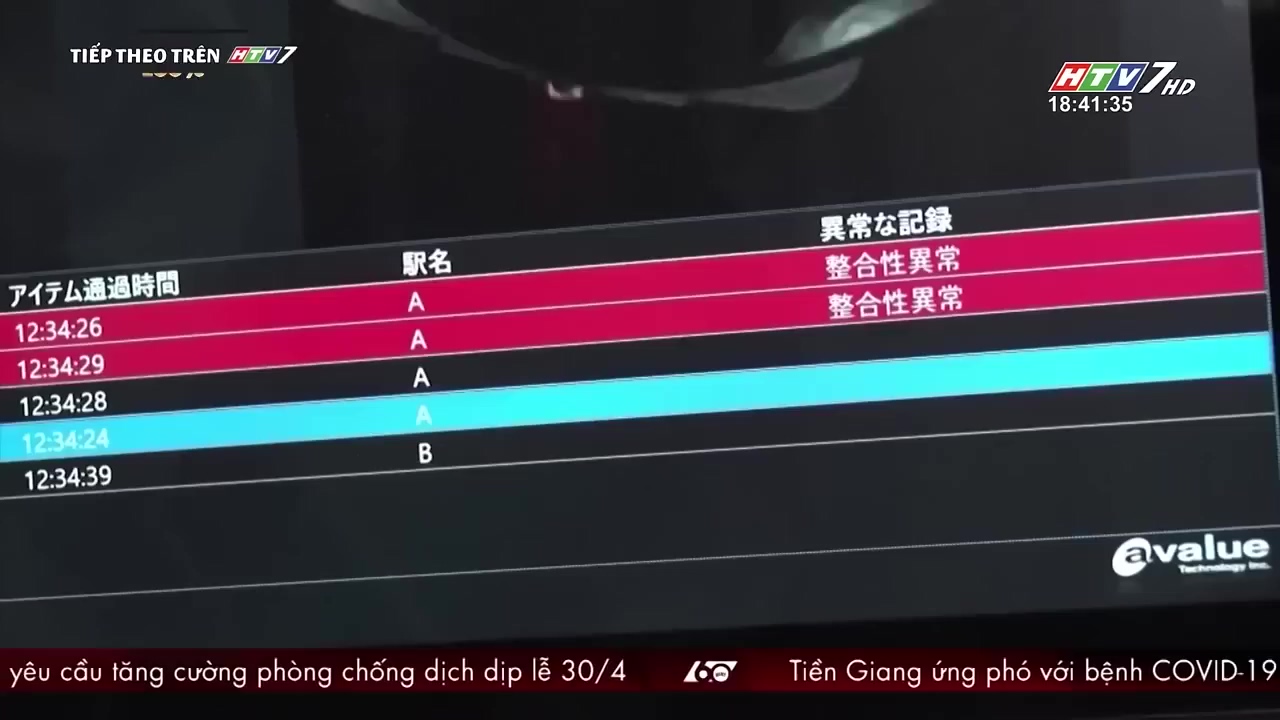 TIẾP THEO TRÊN HTV7
HTV7 HD
18:41:35
アイテム通過時間 駅名 異常な記録
12:34:26 A 整合性異常
12:34:29 A 整合性異常
12:34:28 A
12:34:24 A
12:34:39 B
avalue
Technology Inc.
yêu cầu tăng cường phòng chống dịch dịp lễ 30/4 60 Tiền Giang ứng phó với bệnh COVID-19